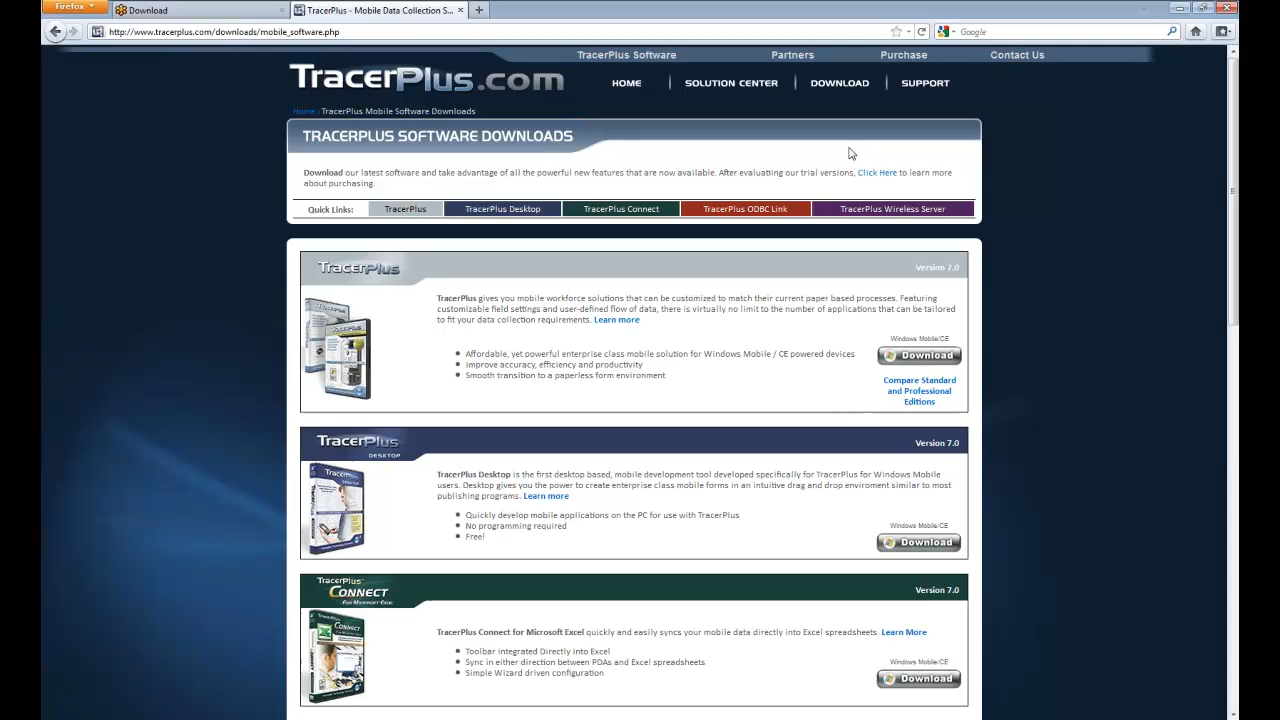 Firefox
Download
TracerPlus - Mobile Data Collection S...
http://www.tracerplus.com/downloads/mobile_software.php
Google
TracerPlus Software
Partners
Purchase
Contact Us
TracerPlus.com
HOME
SOLUTION CENTER
DOWNLOAD
SUPPORT
Home › TracerPlus Mobile Software Downloads
TRACERPLUS SOFTWARE DOWNLOADS
Download our latest software and take advantage of all the powerful new features that are now available. After evaluating our trial versions, Click Here to learn more
about purchasing.
Quick Links:
TracerPlus
TracerPlus Desktop
TracerPlus Connect
TracerPlus ODBC Link
TracerPlus Wireless Server
TracerPlus
Version 7.0
TracerPlus gives you mobile workforce solutions that can be customized to match their current paper based processes. Featuring
customizable field settings and user-defined flow of data, there is virtually no limit to the number of applications that can be tailored
to fit your data collection requirements. Learn more
Windows Mobile/CE
Download
Affordable, yet powerful enterprise class mobile solution for Windows Mobile / CE powered devices
Improve accuracy, efficiency and productivity
Smooth transition to a paperless form environment
Compare Standard
and Professional
Editions
TracerPlus
DESKTOP
Version 7.0
TracerPlus Desktop is the first desktop based, mobile development tool developed specifically for TracerPlus for Windows Mobile
users. Desktop gives you the power to create enterprise class mobile forms in an intuitive drag and drop enviroment similar to most
publishing programs. Learn more
Quickly develop mobile applications on the PC for use with TracerPlus
No programming required
Free!
Windows Mobile/CE
Download
TracerPlus
CONNECT
FOR MICROSOFT EXCEL
Version 7.0
TracerPlus Connect for Microsoft Excel quickly and easily syncs your mobile data directly into Excel spreadsheets. Learn More
Toolbar integrated Directly into Excel
Sync in either direction between PDAs and Excel spreadsheets
Simple Wizard driven configuration
Windows Mobile/CE
Download